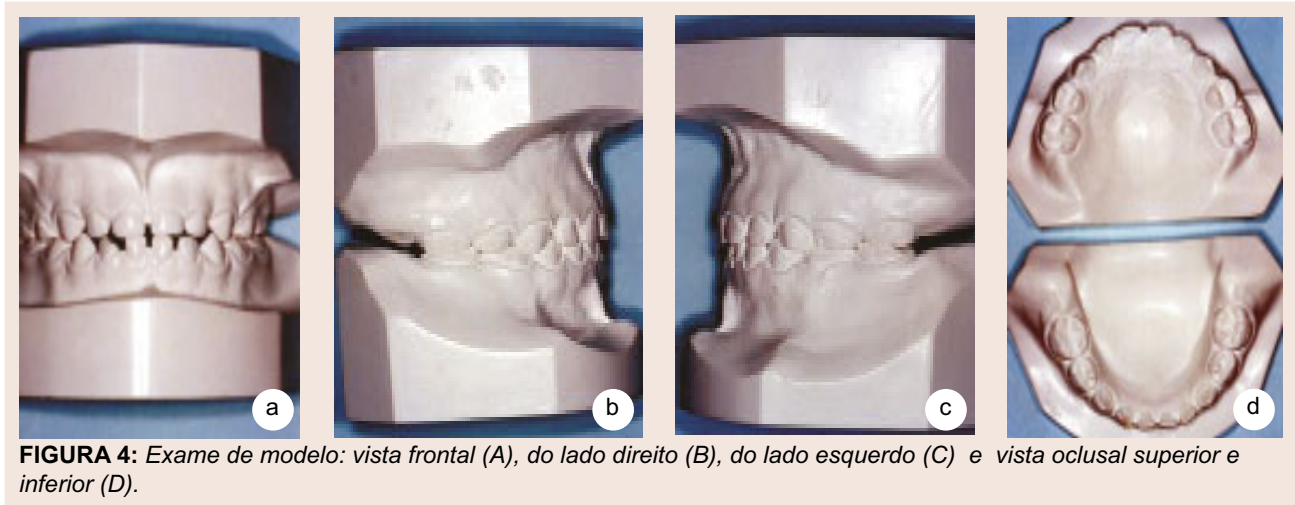 a
b
c
d
FIGURA 4: Exame de modelo: vista frontal (A), do lado direito (B), do lado esquerdo (C) e vista oclusal superior e
inferior (D).